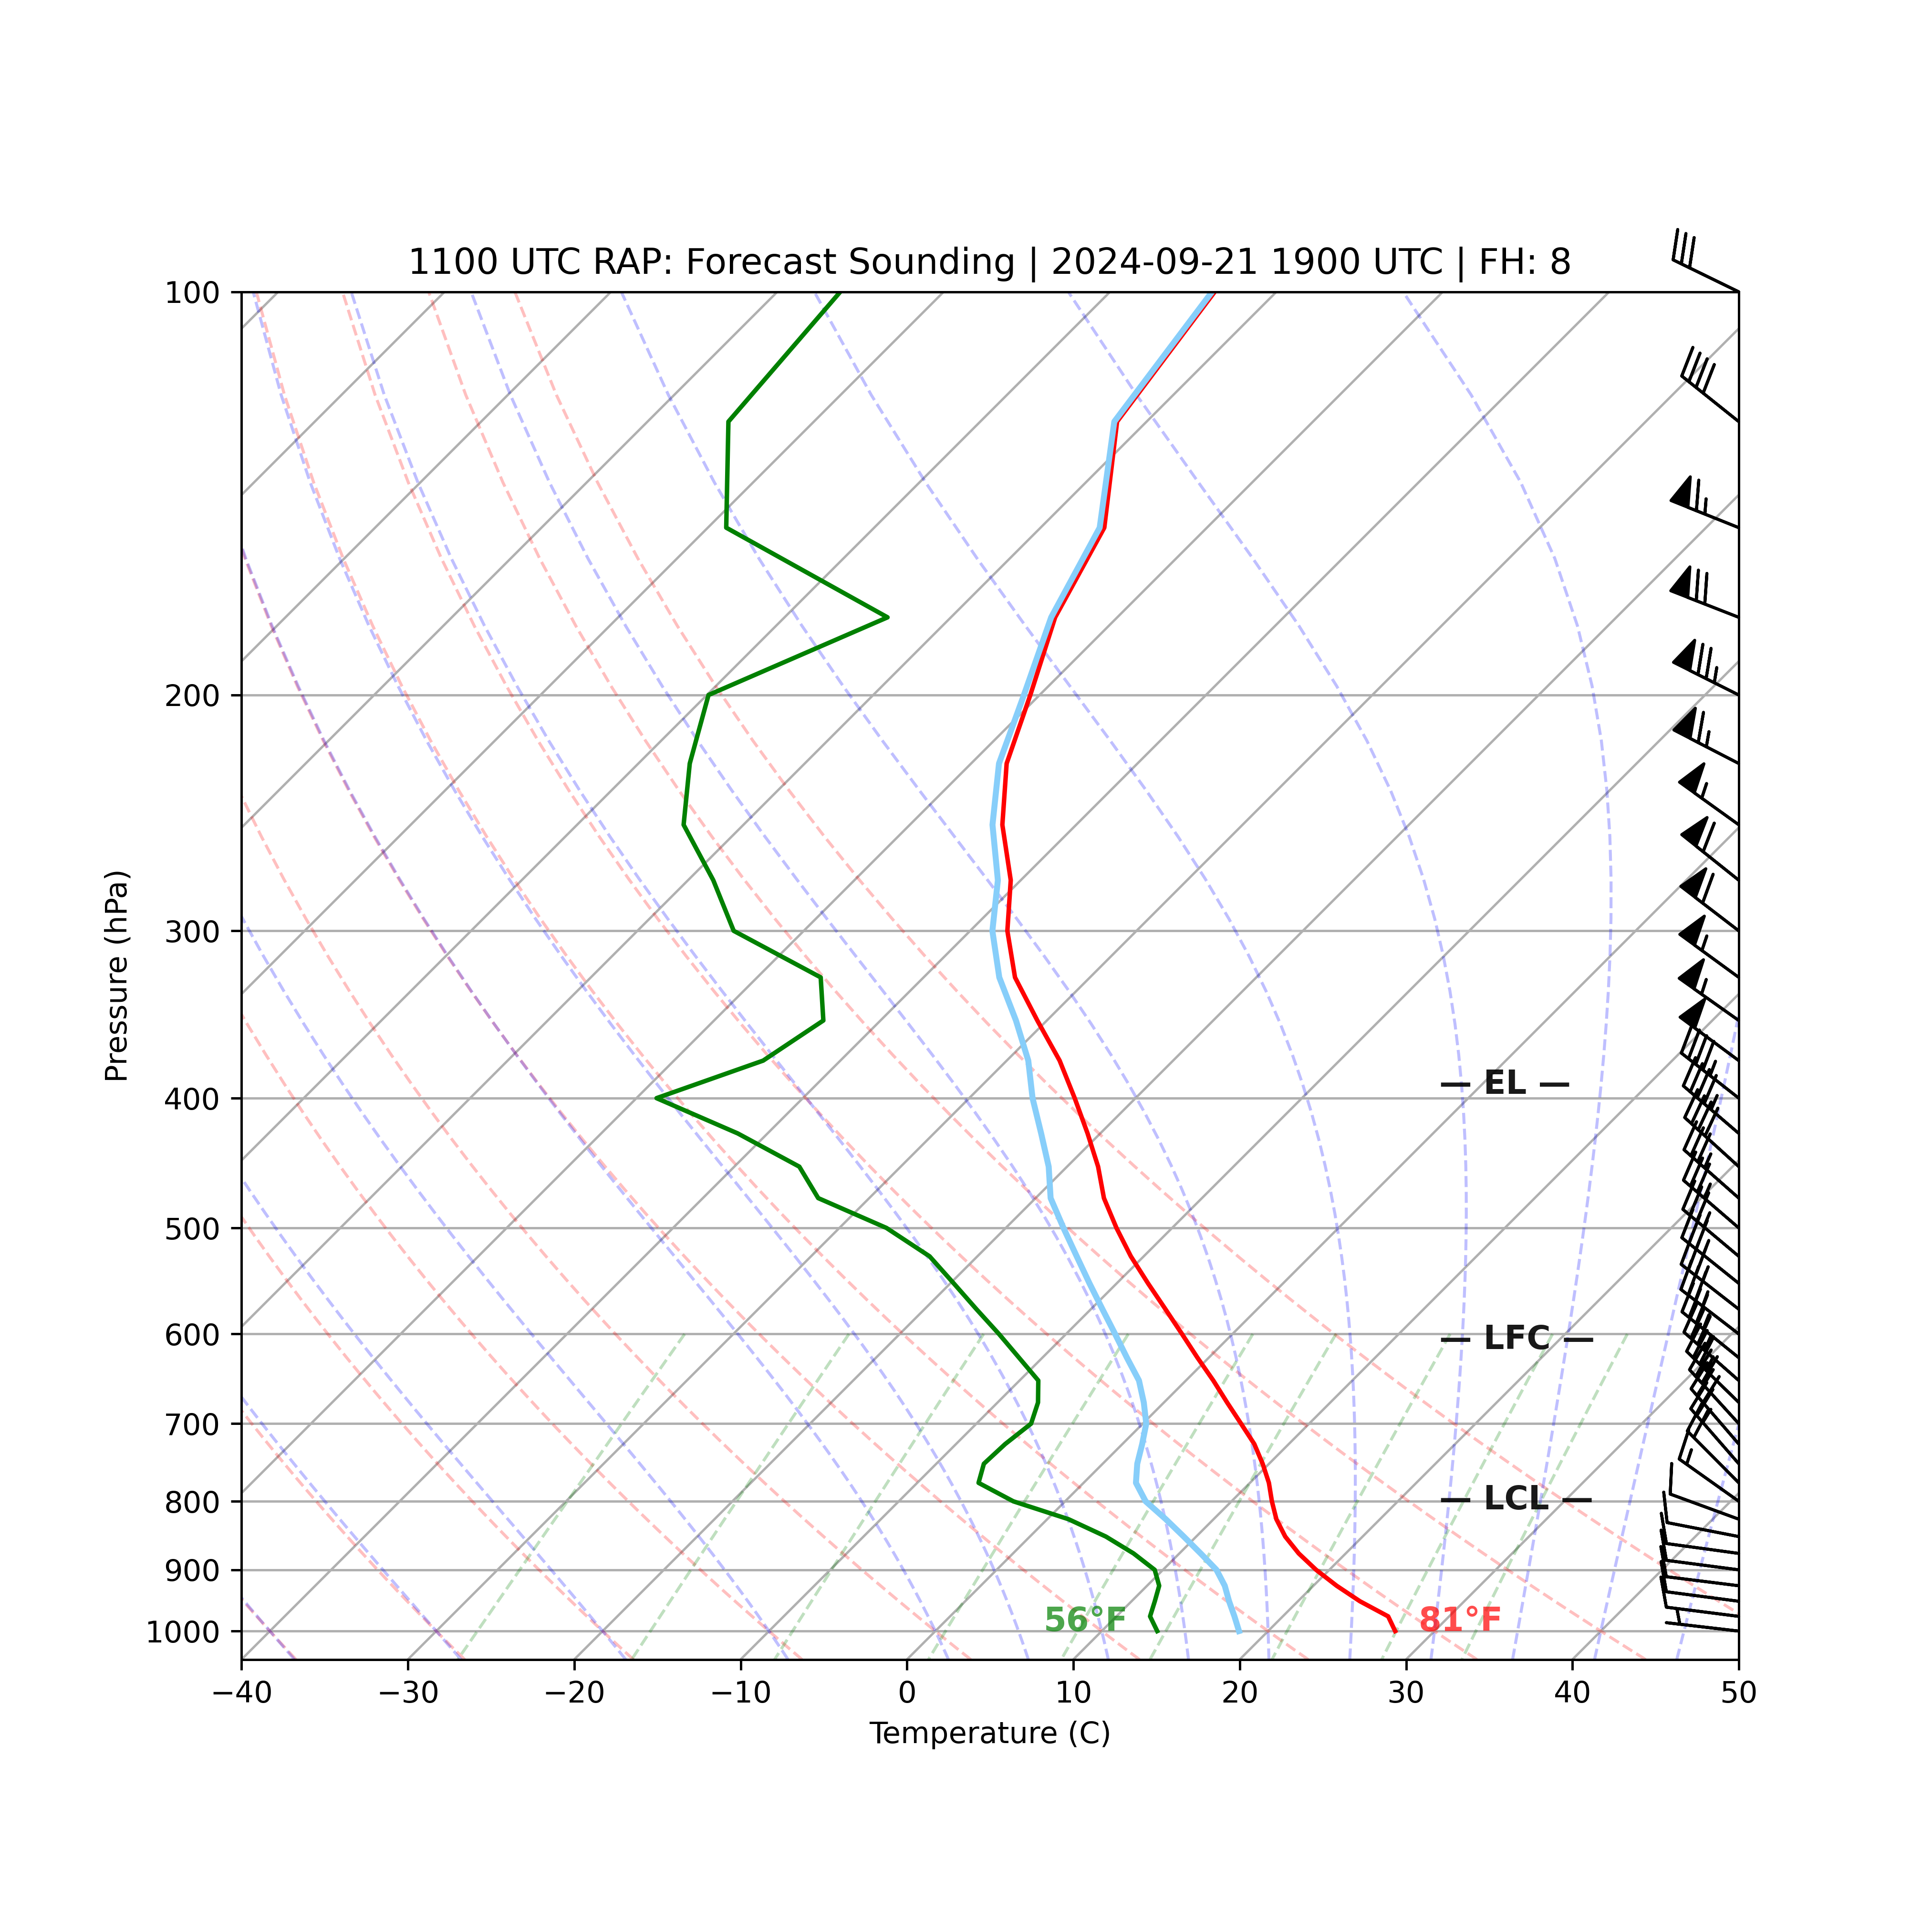 1100 UTC RAP: Forecast Sounding | 2024-09-21 1900 UTC | FH: 8
100
200
300
400
500
600
700
800
900
1000
Pressure (hPa)
— EL —
— LFC —
— LCL —
56°F
81°F
−40 −30 −20 −10 0 10 20 30 40 50
Temperature (C)